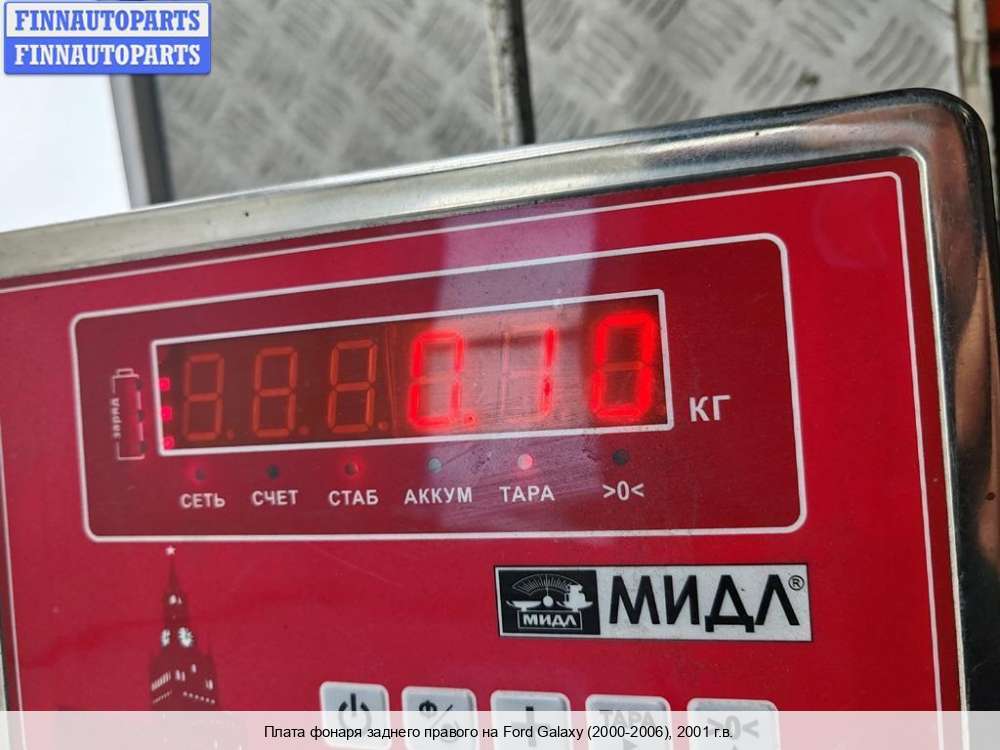 FINNAUTOPARTS
FINNAUTOPARTS
0.10
КГ
заряд
СЕТЬ СЧЕТ СТАБ АККУМ ТАРА >0<
МИДЛ МИДЛ®
ТАРА >0<
Плата фонаря заднего правого на Ford Galaxy (2000-2006), 2001 г.в.